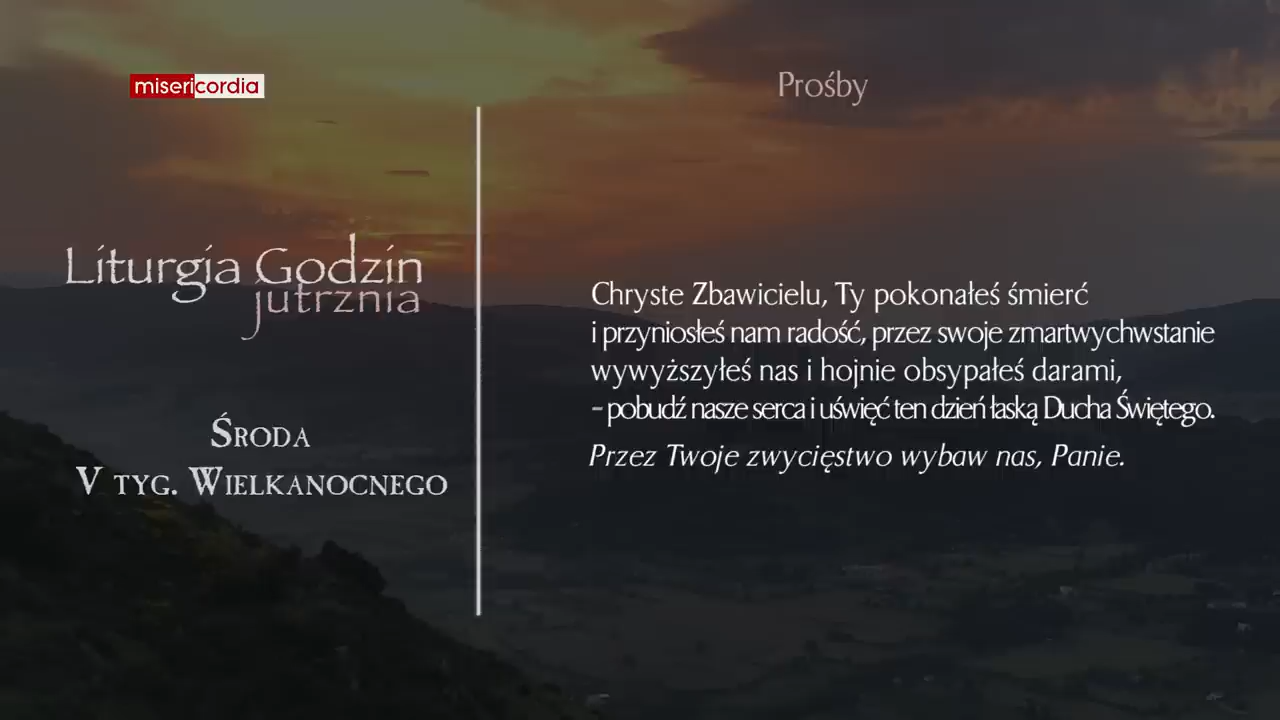 misericordia
Prośby
Liturgia Godzin
jutrznia
Środa
V tyg. Wielkanocnego
Chryste Zbawicielu, Ty pokonałeś śmierć
i przyniosłeś nam radość, przez swoje zmartwychwstanie
wywyższyłeś nas i hojnie obsypałeś darami,
- pobudź nasze serca i uświęć ten dzień łaską Ducha Świętego.
Przez Twoje zwycięstwo wybaw nas, Panie.